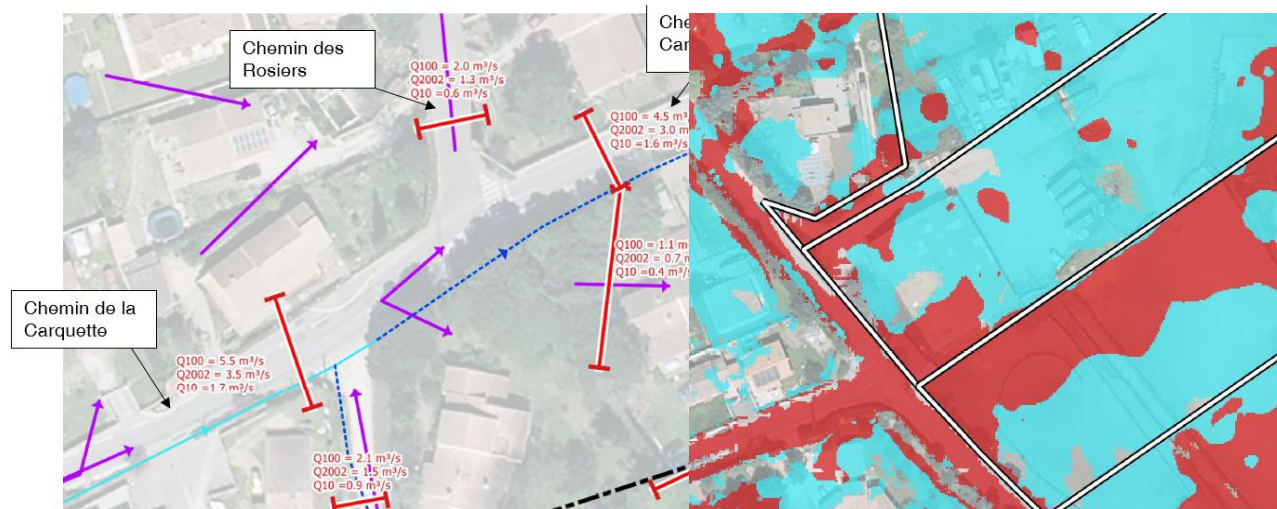 Chemin des
Rosiers
Q100 = 2.0 m³/s
Q2002 = 1.3 m³/s
Q10 = 0.6 m³/s
Che
Car
Q100 = 4.5 m³
Q2002 = 3.0 m
Q10 = 1.6 m³/s
Q100 = 1.1 m
Q2002 = 0.7 m
Q10 = 0.4 m³/s
Chemin de la
Carquette
Q100 = 5.5 m³/s
Q2002 = 3.5 m³/s
Q10 = 1.7 m³/s
Q100 = 2.1 m³/s
Q2002 = 1.5 m³/s
Q10 = 0.9 m³/s